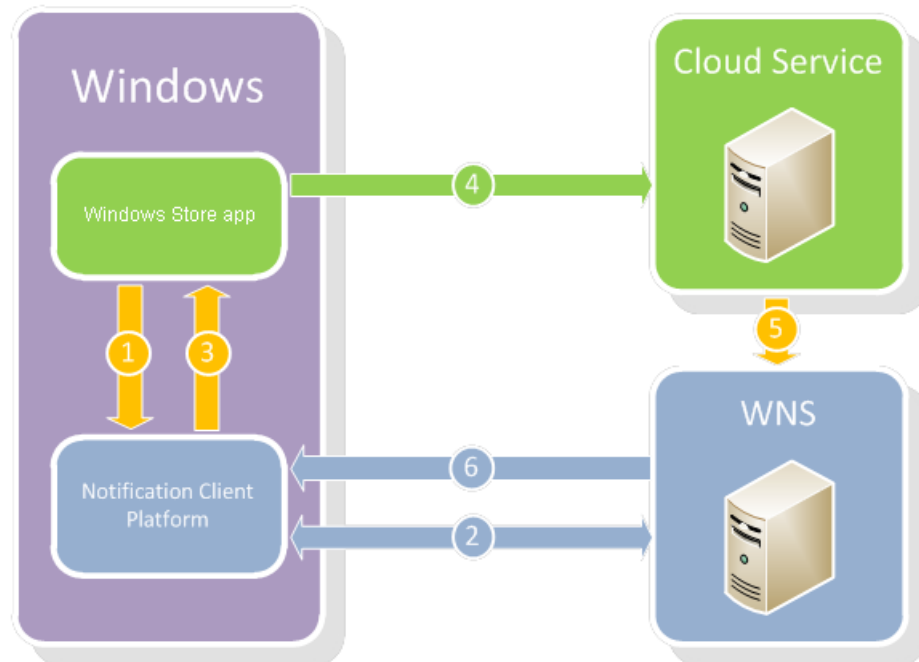 Windows
Cloud Service
Windows Store app
4
1
3
5
WNS
6
Notification Client
Platform
2